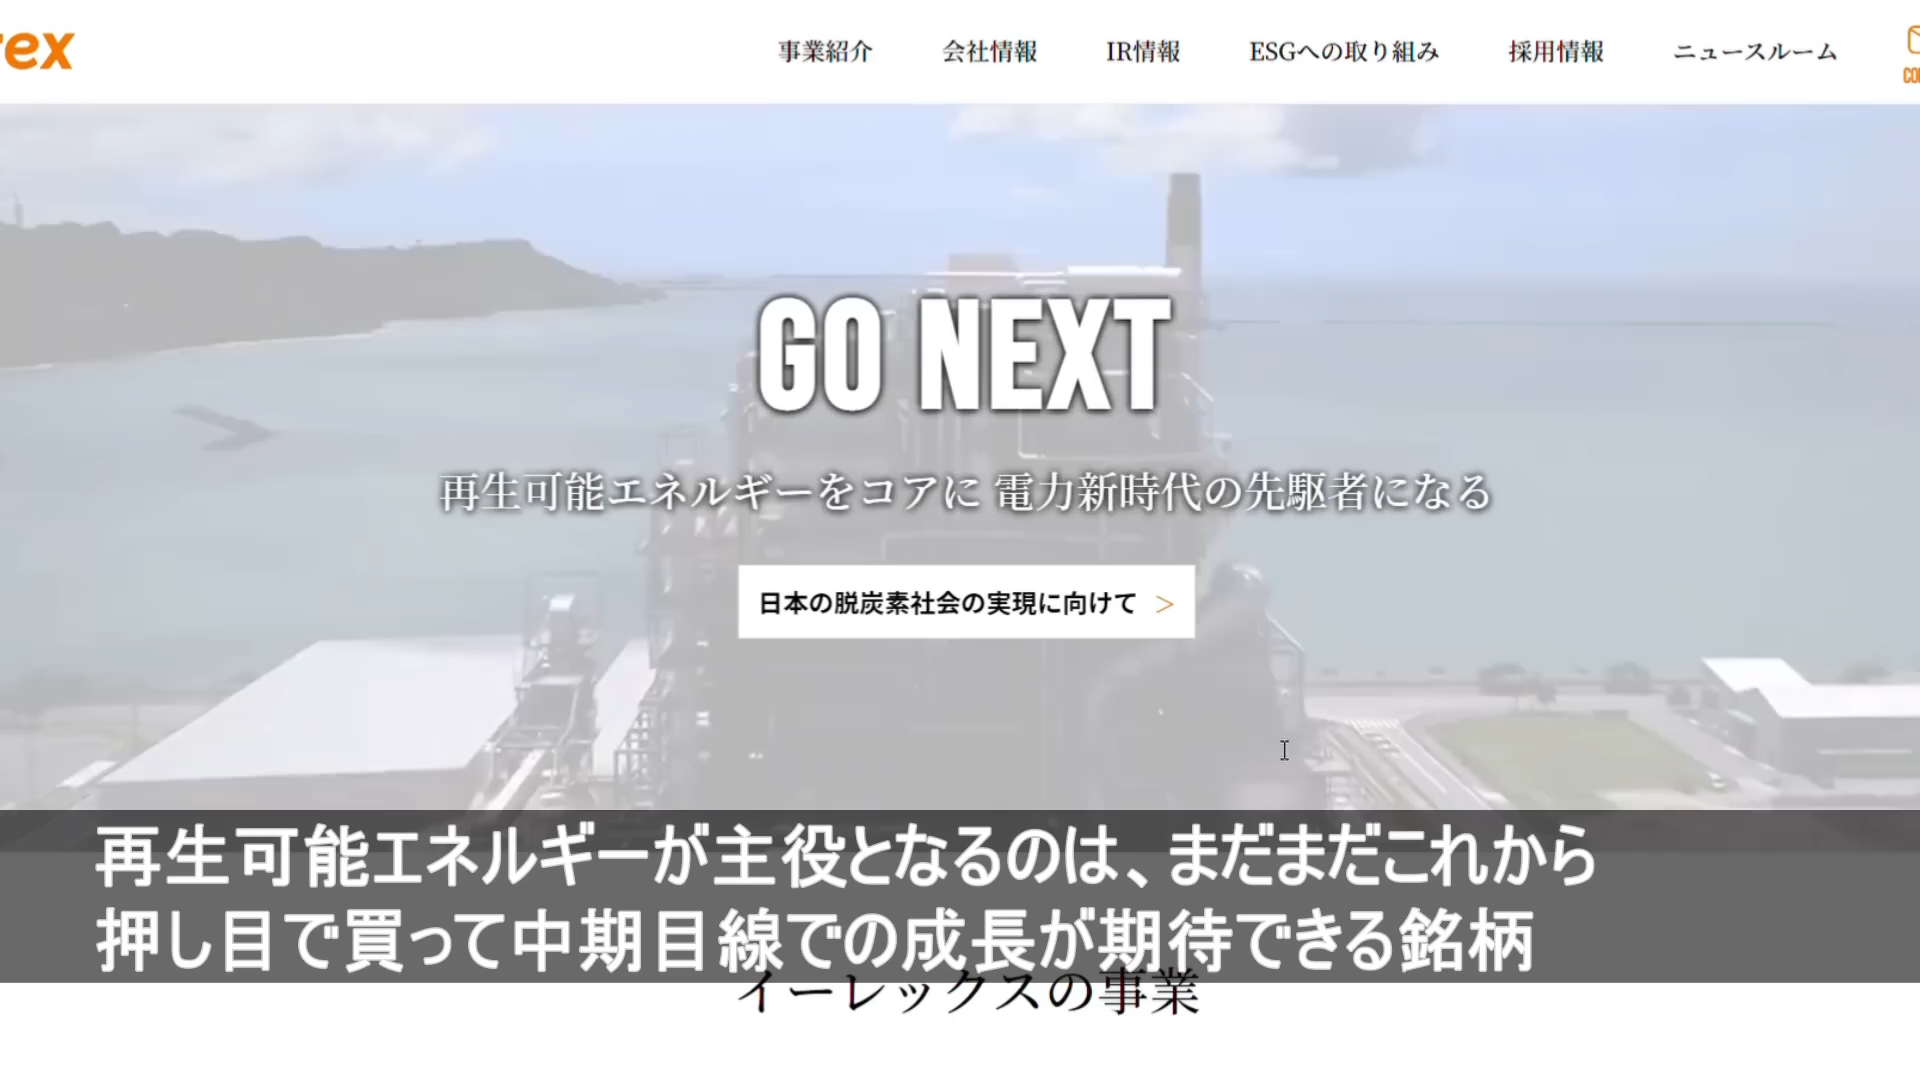 rex
事業紹介 会社情報 IR情報 ESGへの取り組み 採用情報 ニュースルーム
GO NEXT
再生可能エネルギーをコアに 電力新時代の先駆者になる
日本の脱炭素社会の実現に向けて >
再生可能エネルギーが主役となるのは、まだまだこれから
押し目で買って中期目線での成長が期待できる銘柄
イーレックスの事業